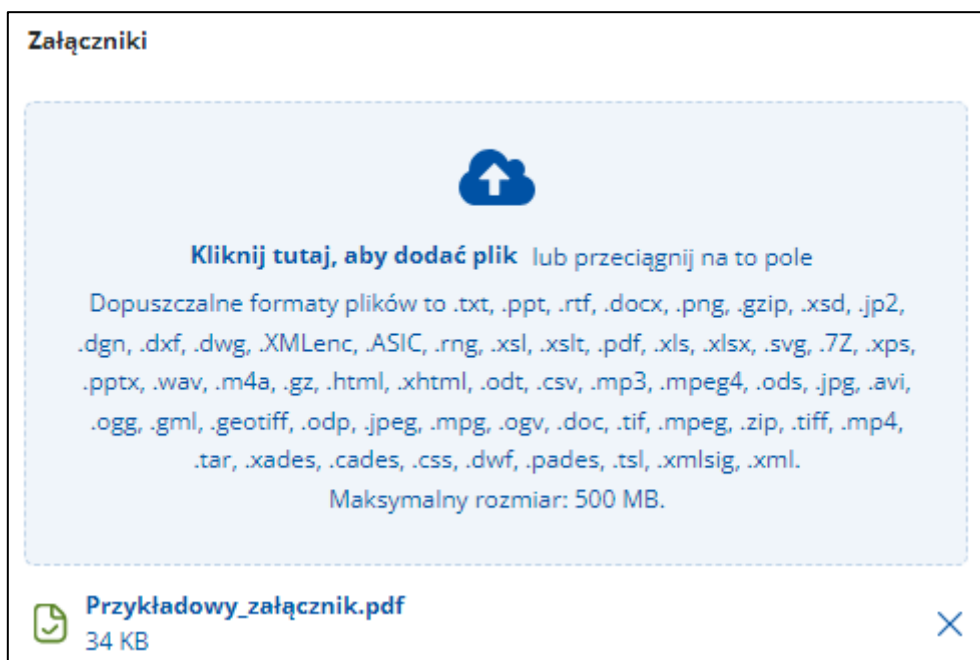 Załączniki
Kliknij tutaj, aby dodać plik lub przeciągnij na to pole
Dopuszczalne formaty plików to .txt, .ppt, .rtf, .docx, .png, .gzip, .xsd, .jp2,
.dgn, .dxf, .dwg, .XMLenc, .ASIC, .rng, .xsl, .xslt, .pdf, .xls, .xlsx, .svg, .7Z, .xps,
.pptx, .wav, .m4a, .gz, .html, .xhtml, .odt, .csv, .mp3, .mpeg4, .ods, .jpg, .avi,
.ogg, .gml, .geotiff, .odp, .jpeg, .mpg, .ogv, .doc, .tif, .mpeg, .zip, .tiff, .mp4,
.tar, .xades, .cades, .css, .dwf, .pades, .tsl, .xmlsig, .xml.
Maksymalny rozmiar: 500 MB.
Przykładowy_załącznik.pdf
34 KB